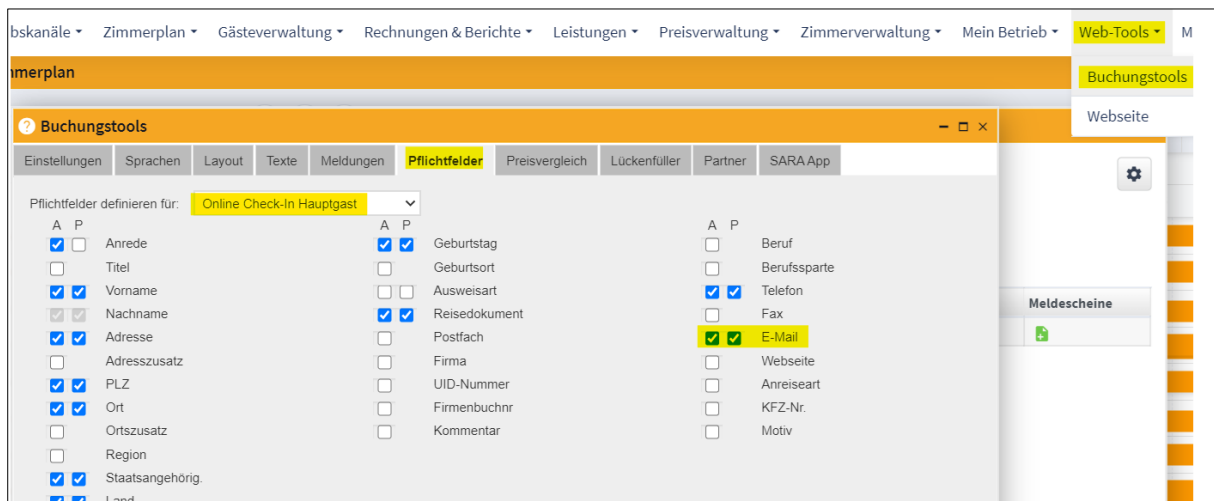 bskanäle Zimmerplan Gästeverwaltung Rechnungen & Berichte Leistungen Preisverwaltung Zimmerverwaltung Mein Betrieb Web-Tools M
mmerplan
Buchungstools
Webseite
? Buchungstools
Einstellungen Sprachen Layout Texte Meldungen Pflichtfelder Preisvergleich Lückenfüller Partner SARA App
Pflichtfelder definieren für: Online Check-In Hauptgast
A P A P A P
Anrede Geburtstag Beruf
Titel Geburtsort Berufssparte
Vorname Ausweisart Telefon
Nachname Reisedokument Fax
Adresse Postfach E-Mail
Adresszusatz Firma Webseite
PLZ UID-Nummer Anreiseart
Ort Firmenbuchnr KFZ-Nr.
Ortszusatz Kommentar Motiv
Region
Staatsangehörig.
Land
Meldescheine